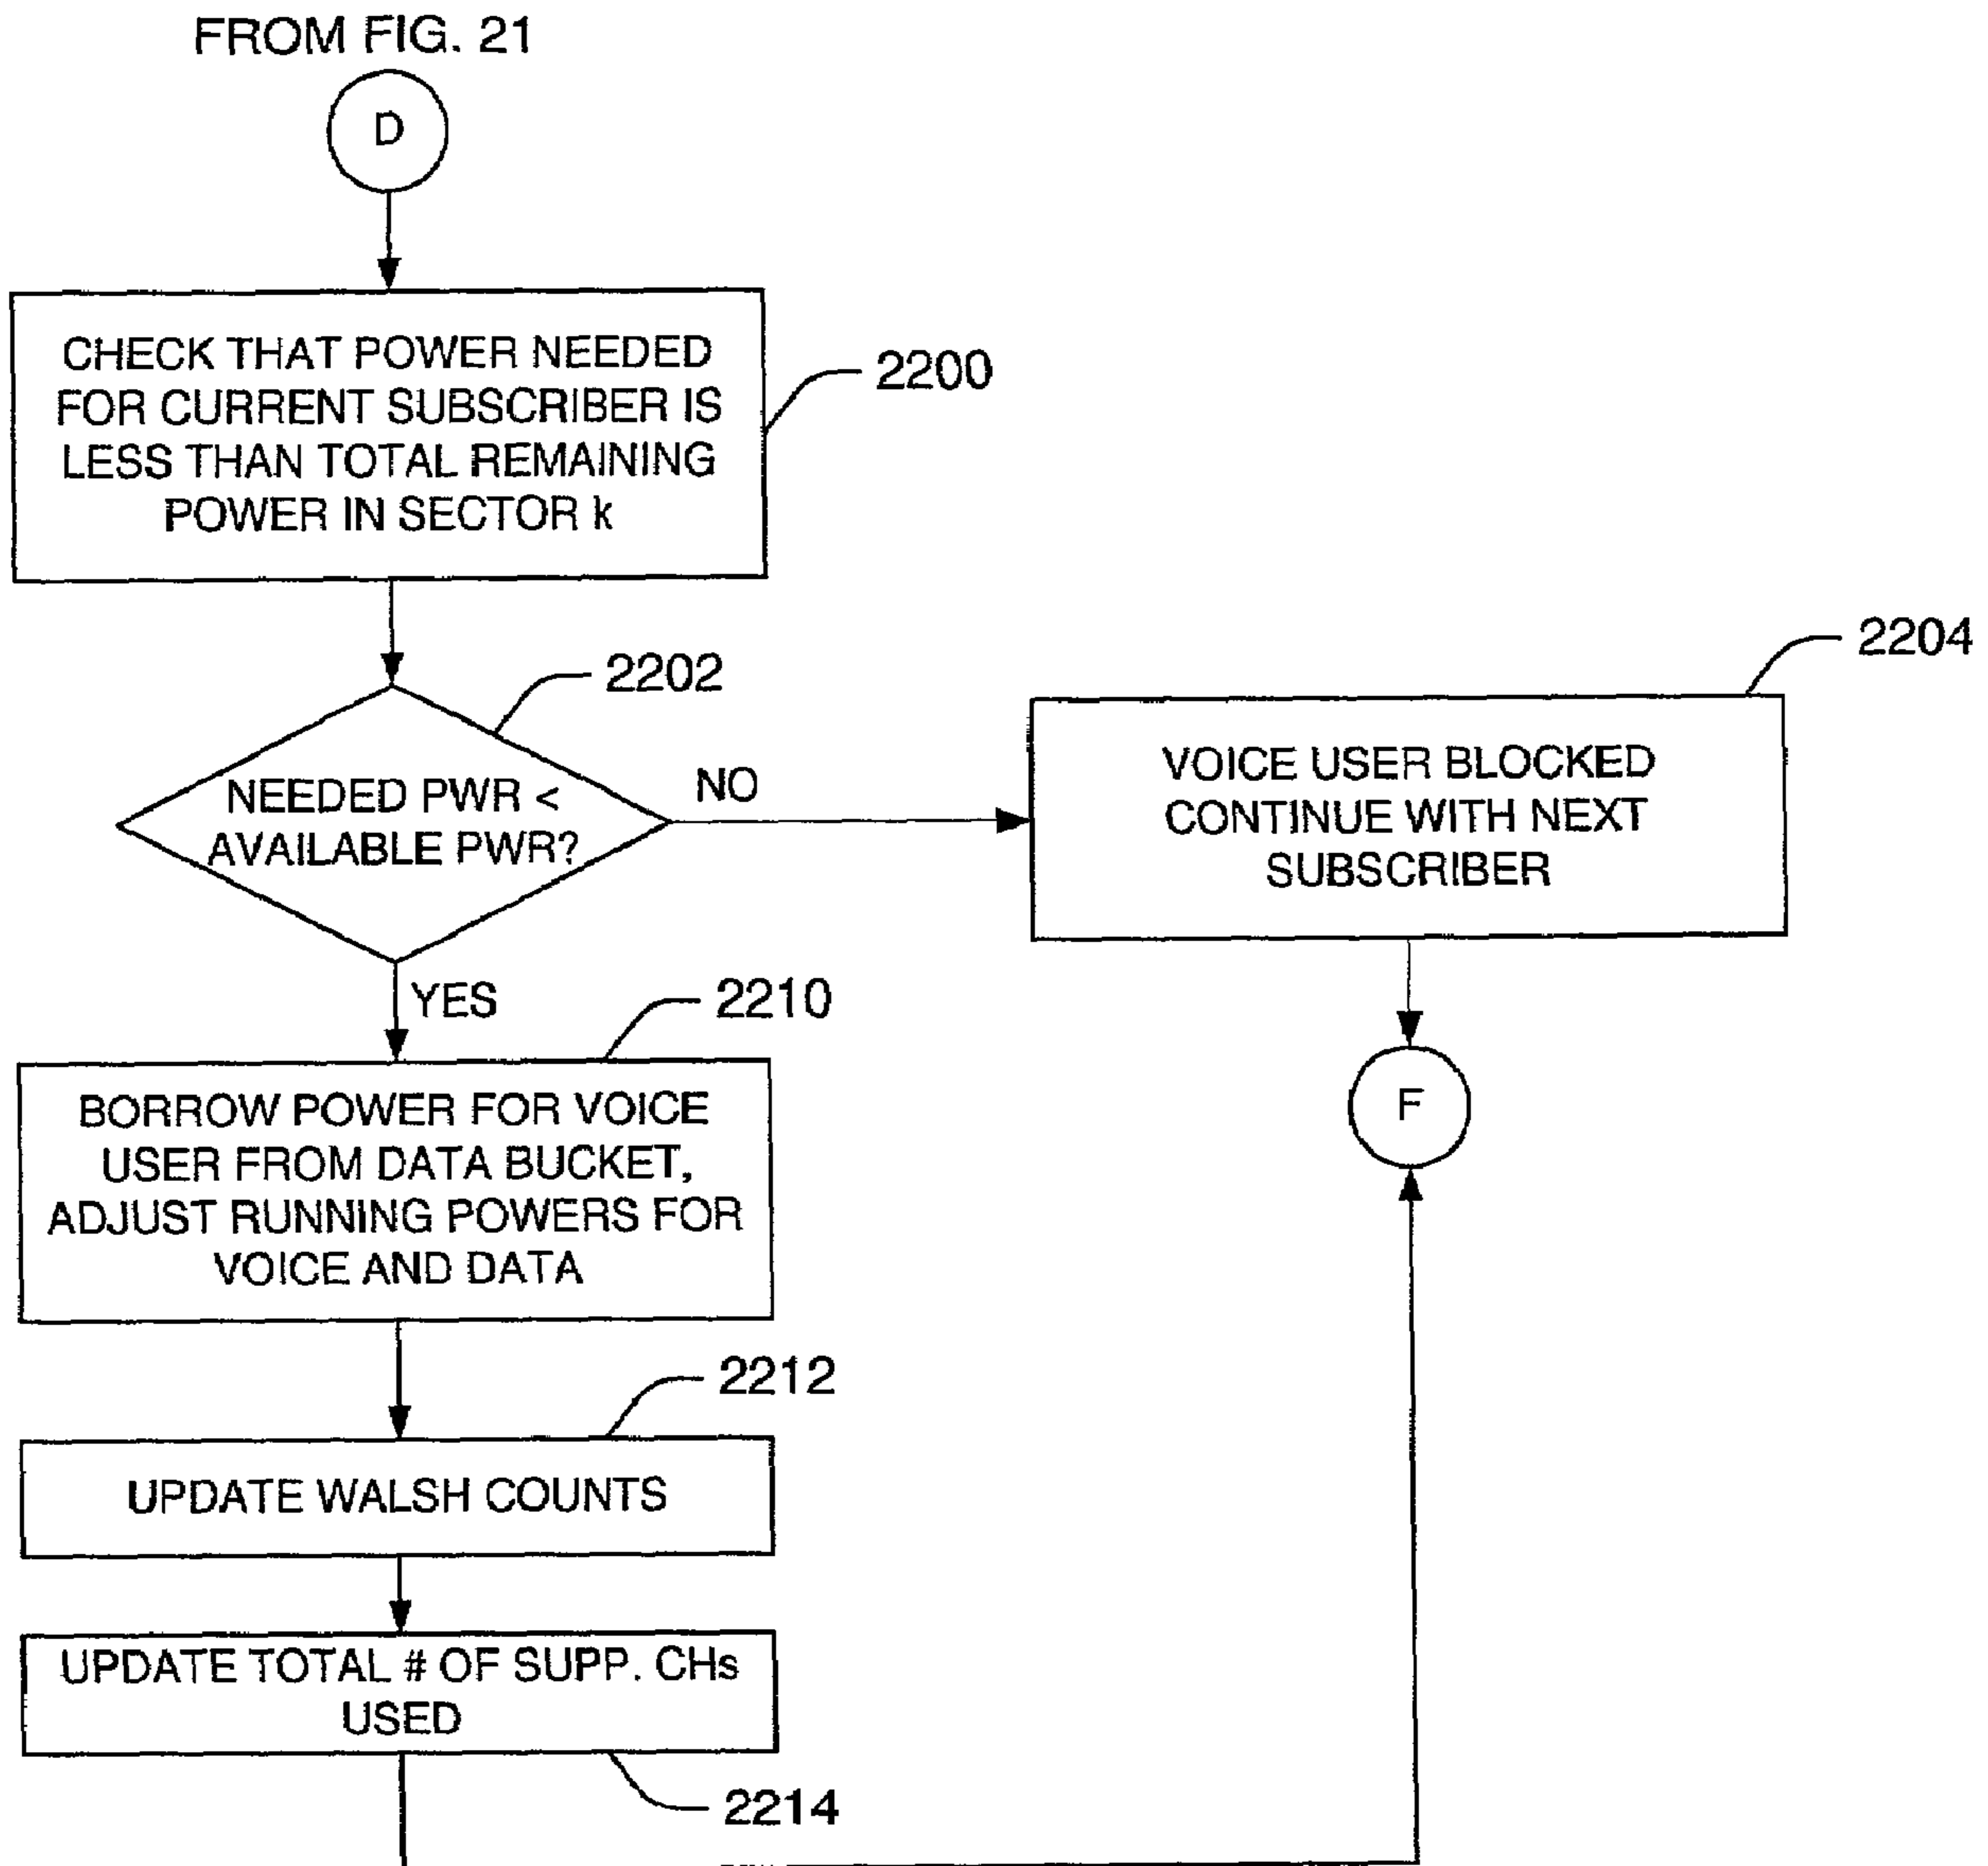 FROM FIG. 21
D
CHECK THAT POWER NEEDED
FOR CURRENT SUBSCRIBER IS
LESS THAN TOTAL REMAINING
POWER IN SECTOR k
2200
2202
NEEDED PWR <
AVAILABLE PWR?
NO
2204
VOICE USER BLOCKED
CONTINUE WITH NEXT
SUBSCRIBER
F
YES
2210
BORROW POWER FOR VOICE
USER FROM DATA BUCKET,
ADJUST RUNNING POWERS FOR
VOICE AND DATA
2212
UPDATE WALSH COUNTS
UPDATE TOTAL # OF SUPP. CHs
USED
2214